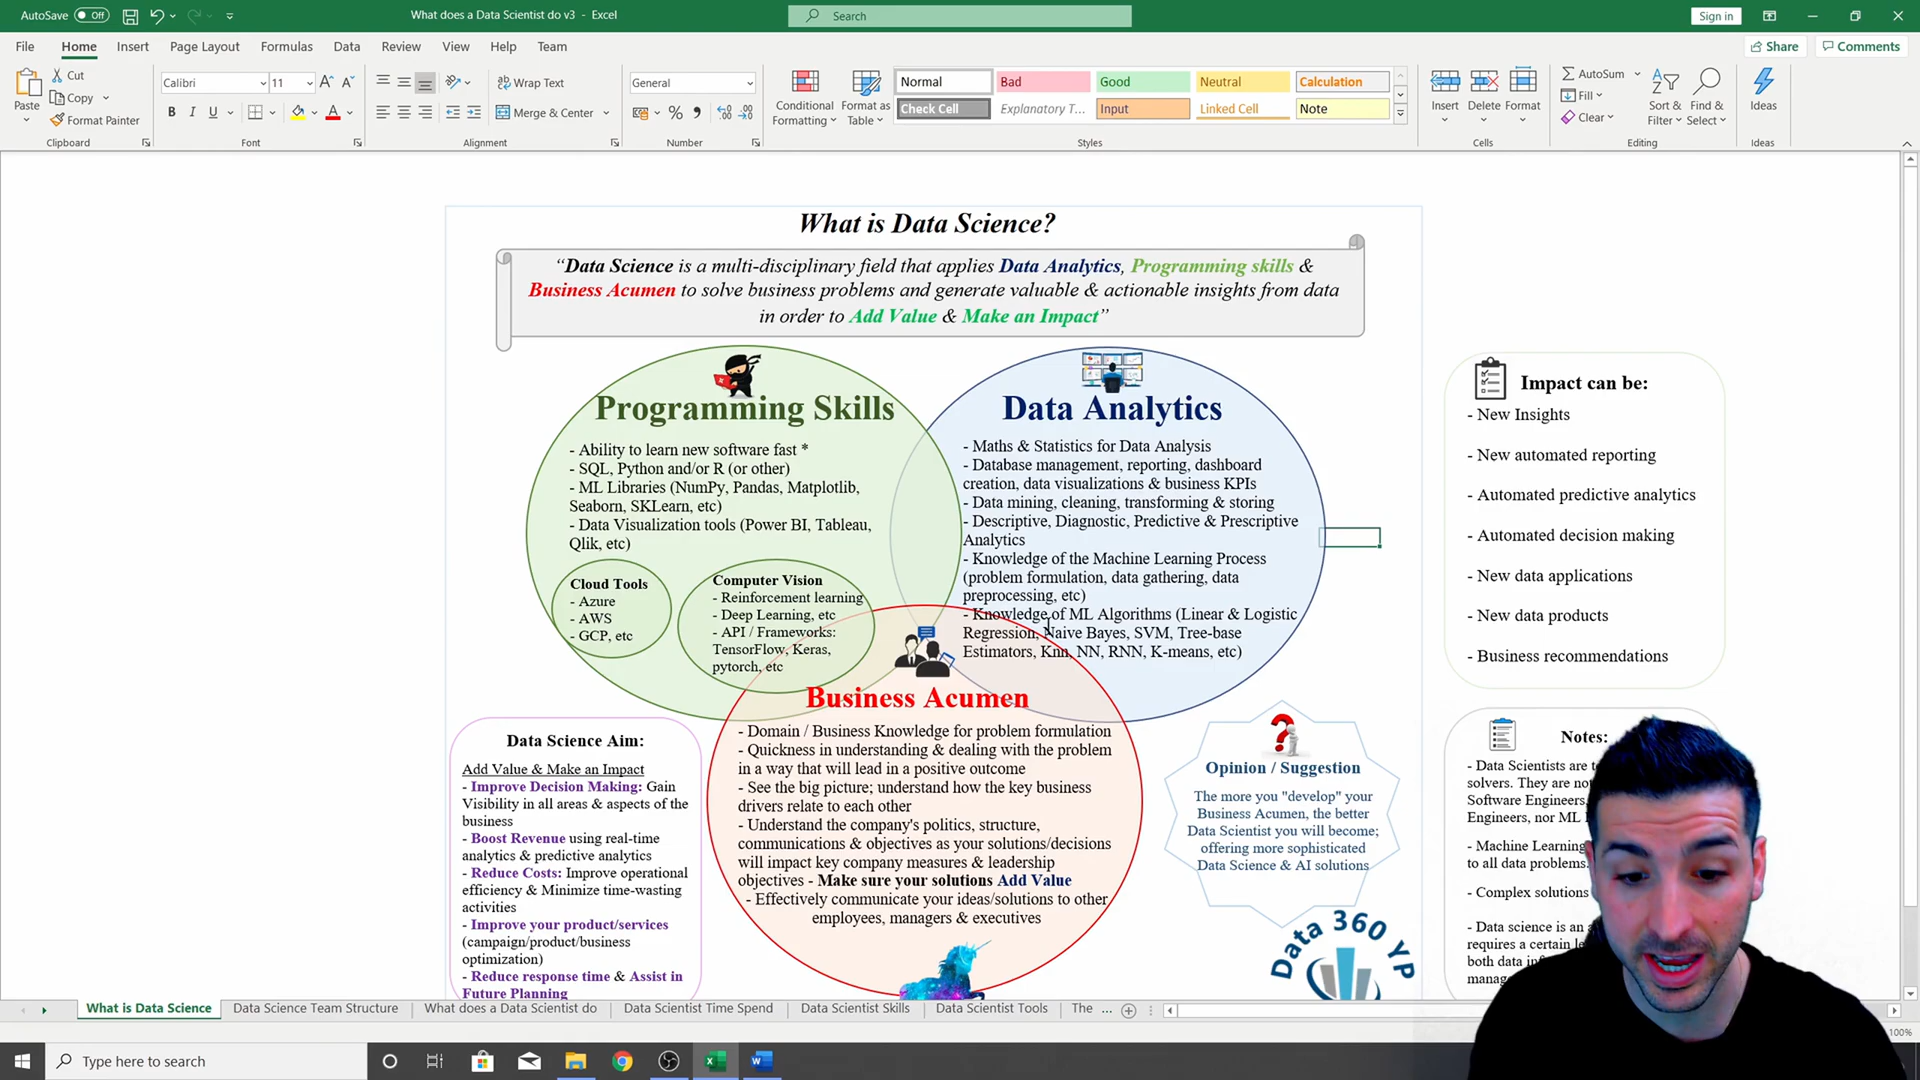 AutoSave Off
What does a Data Scientist do v3 - Excel
Search
Sign in
File Home Insert Page Layout Formulas Data Review View Help Team
Share Comments
Paste
Cut
Copy
Format Painter
Clipboard
Calibri 11
B I U
Font
Wrap Text
Merge & Center
Alignment
General
Number
Conditional Formatting
Format as Table
Normal Bad Good Neutral Calculation
Check Cell Explanatory T... Input Linked Cell Note
Styles
Insert Delete Format
Cells
AutoSum
Fill
Clear
Sort & Filter
Find & Select
Editing
Ideas
Ideas
What is Data Science?
“Data Science is a multi-disciplinary field that applies Data Analytics, Programming skills &
Business Acumen to solve business problems and generate valuable & actionable insights from data
in order to Add Value & Make an Impact”
Programming Skills
- Ability to learn new software fast *
- SQL, Python and/or R (or other)
- ML Libraries (NumPy, Pandas, Matplotlib,
Seaborn, SKLearn, etc)
- Data Visualization tools (Power BI, Tableau,
Qlik, etc)
Cloud Tools
- Azure
- AWS
- GCP, etc
Computer Vision
- Reinforcement learning
- Deep Learning, etc
- API / Frameworks:
TensorFlow, Keras,
pytorch, etc
Data Analytics
- Maths & Statistics for Data Analysis
- Database management, reporting, dashboard
creation, data visualizations & business KPIs
- Data mining, cleaning, transforming & storing
- Descriptive, Diagnostic, Predictive & Prescriptive
Analytics
- Knowledge of the Machine Learning Process
(problem formulation, data gathering, data
preprocessing, etc)
- Knowledge of ML Algorithms (Linear & Logistic
Regression, Naive Bayes, SVM, Tree-base
Estimators, Knn, NN, RNN, K-means, etc)
Business Acumen
- Domain / Business Knowledge for problem formulation
- Quickness in understanding & dealing with the problem
in a way that will lead in a positive outcome
- See the big picture; understand how the key business
drivers relate to each other
- Understand the company's politics, structure,
communications & objectives as your solutions/decisions
will impact key company measures & leadership
objectives - Make sure your solutions Add Value
- Effectively communicate your ideas/solutions to other
employees, managers & executives
Data Science Aim:
Add Value & Make an Impact
- Improve Decision Making: Gain
Visibility in all areas & aspects of the
business
- Boost Revenue using real-time
analytics & predictive analytics
- Reduce Costs: Improve operational
efficiency & Minimize time-wasting
activities
- Improve your product/services
(campaign/product/business
optimization)
- Reduce response time & Assist in
Future Planning
Impact can be:
- New Insights
- New automated reporting
- Automated predictive analytics
- Automated decision making
- New data applications
- New data products
- Business recommendations
Opinion / Suggestion
The more you "develop" your
Business Acumen, the better
Data Scientist you will become;
offering more sophisticated
Data Science & AI solutions
Data 360 YP
Notes:
- Data Scientists are
solvers. They are not
Software Engineers,
Engineers, nor ML
- Machine Learning
to all data problems.
- Complex solutions
- Data science is an
requires a certain
both data
What is Data Science Data Science Team Structure What does a Data Scientist do Data Scientist Time Spend Data Scientist Skills Data Scientist Tools The ...
100%
Type here to search